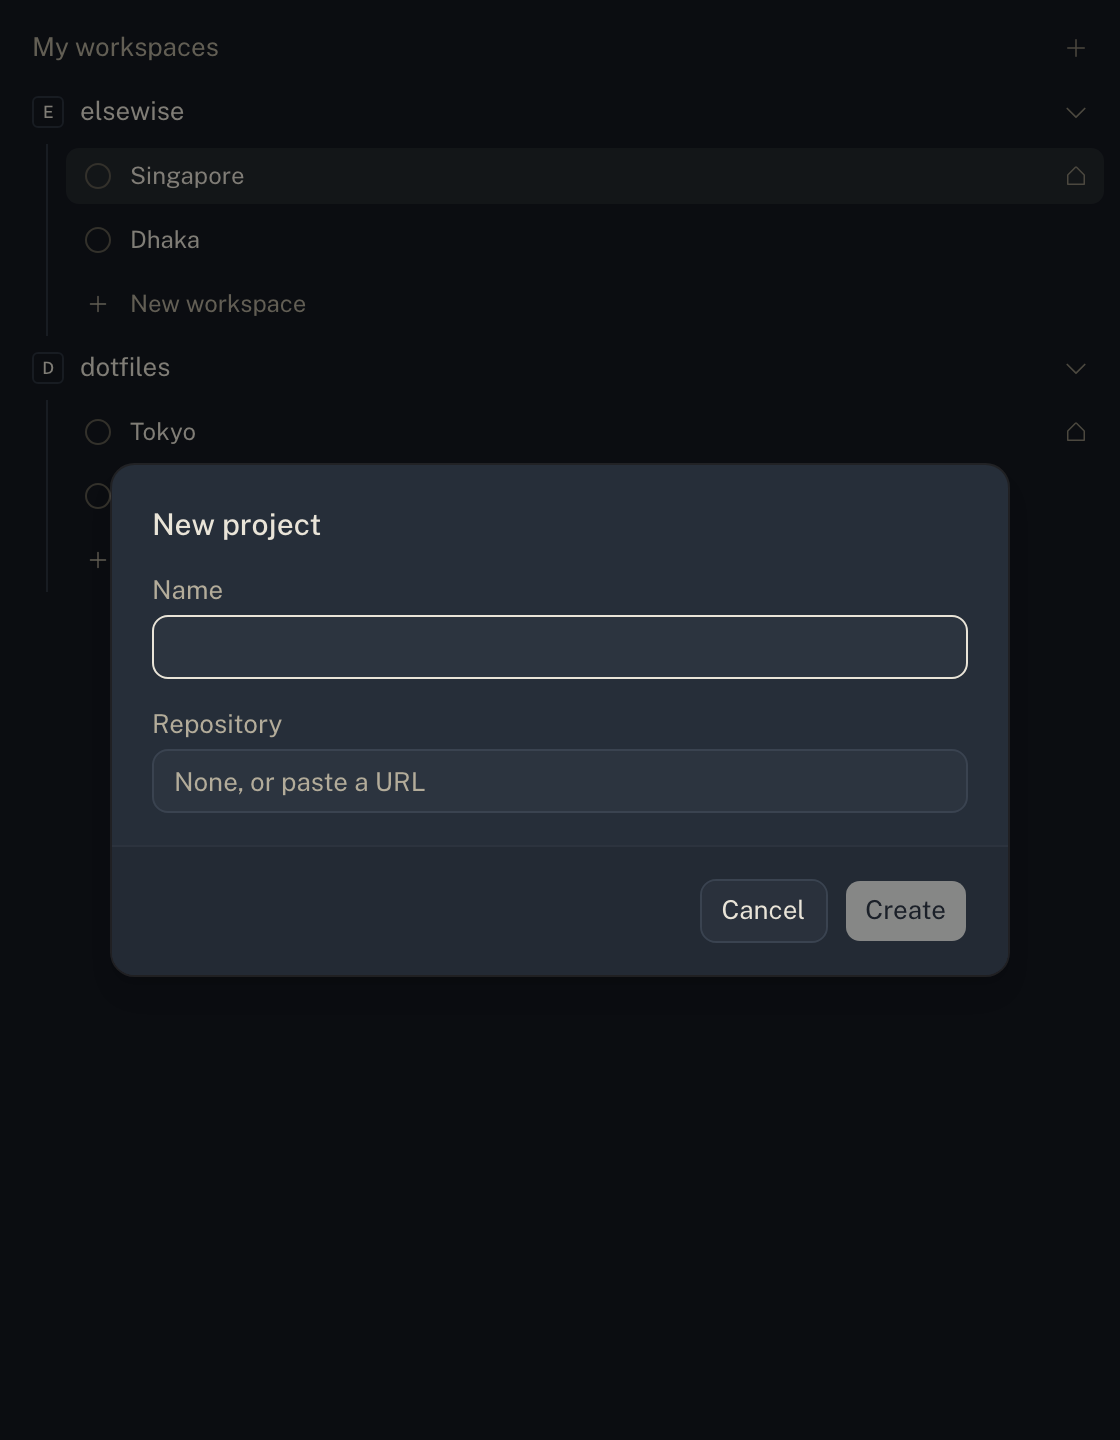 My workspaces
E elsewise
Singapore
Dhaka
New workspace
D dotfiles
Tokyo
New project
Name
Repository
None, or paste a URL
Cancel Create